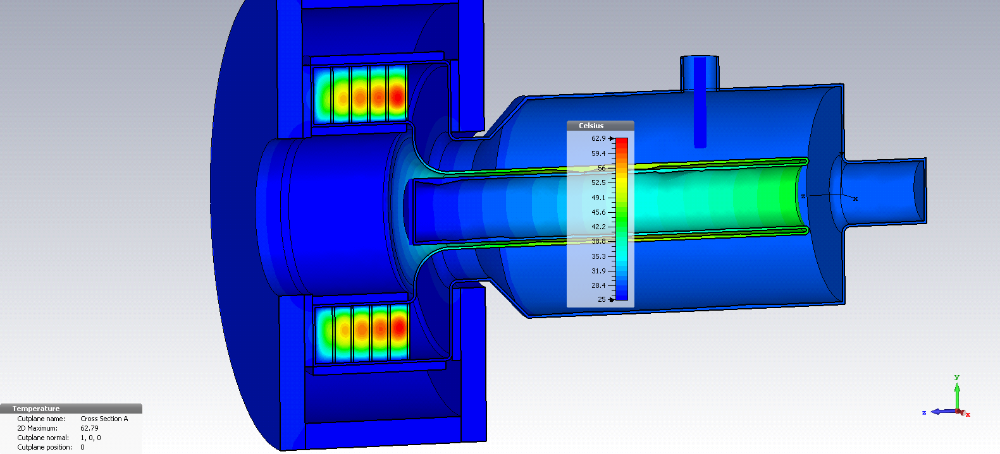 Celsius
62.9
59.4
56
52.5
49.1
45.6
42.2
38.8
35.3
31.9
28.4
25
z
x
y
z
x
Temperature
Cutplane name: Cross Section A
2D Maximum: 62.79
Cutplane normal: 1, 0, 0
Cutplane position: 0